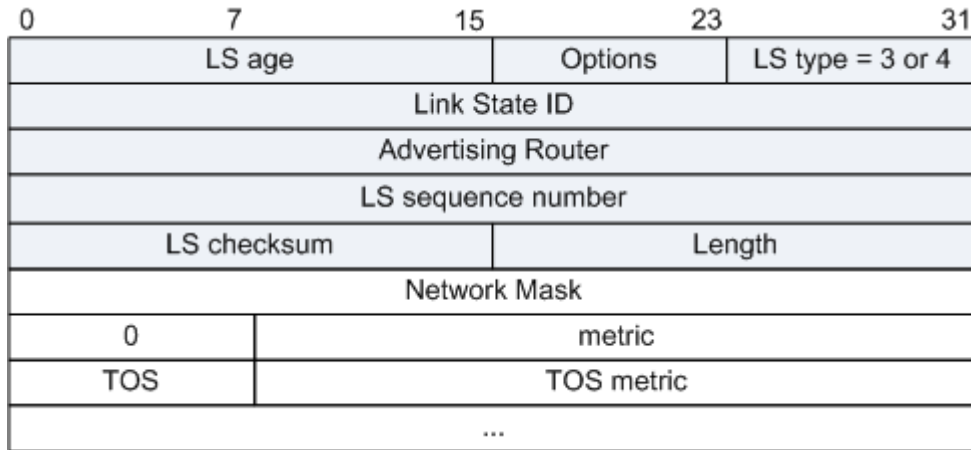 0 7 15 23 31
LS age Options LS type = 3 or 4
Link State ID
Advertising Router
LS sequence number
LS checksum Length
Network Mask
0 metric
TOS TOS metric
...